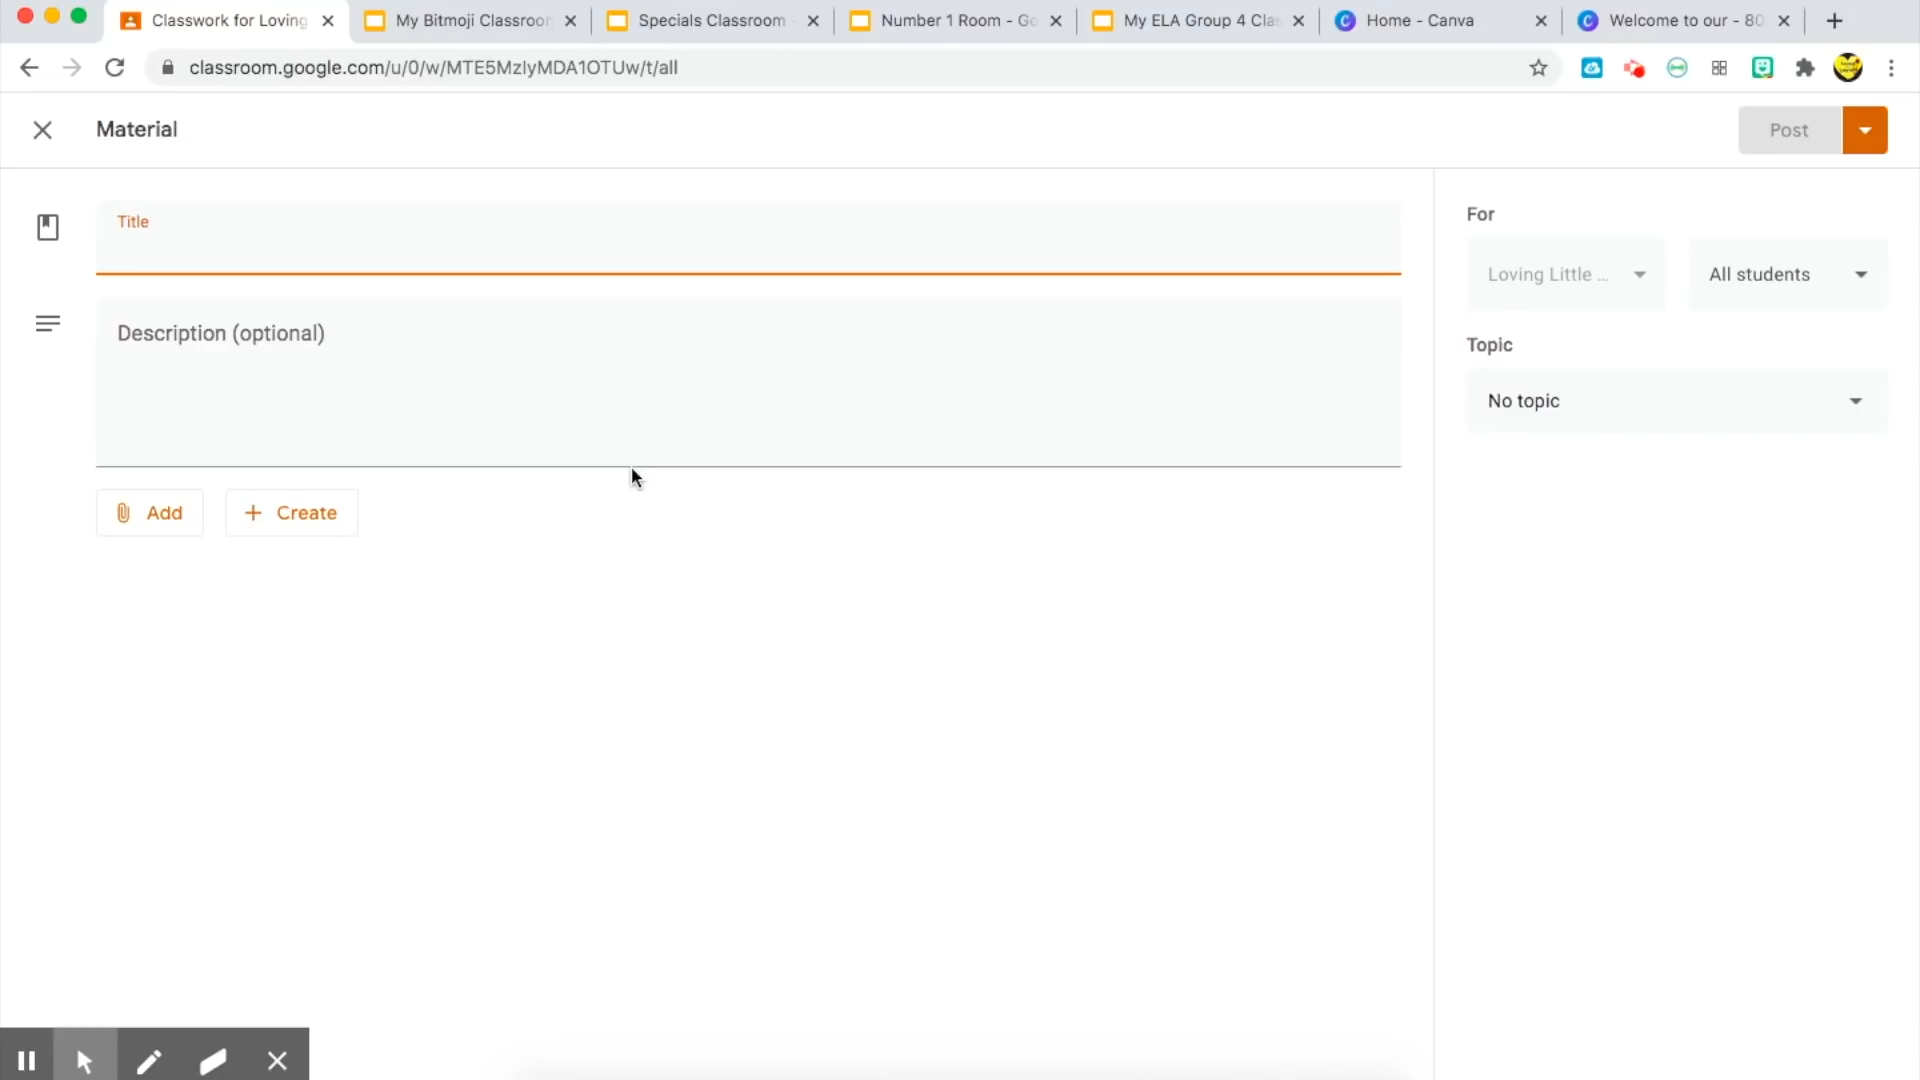 Classwork for Loving
My Bitmoji Classroom
Specials Classroom
Number 1 Room - Go
My ELA Group 4 Clas
Home - Canva
Welcome to our - 80
classroom.google.com/u/0/w/MTE5MzIyMDA1OTUw/t/all
Material
Post
Title
Description (optional)
Add
Create
For
Loving Little ...
All students
Topic
No topic